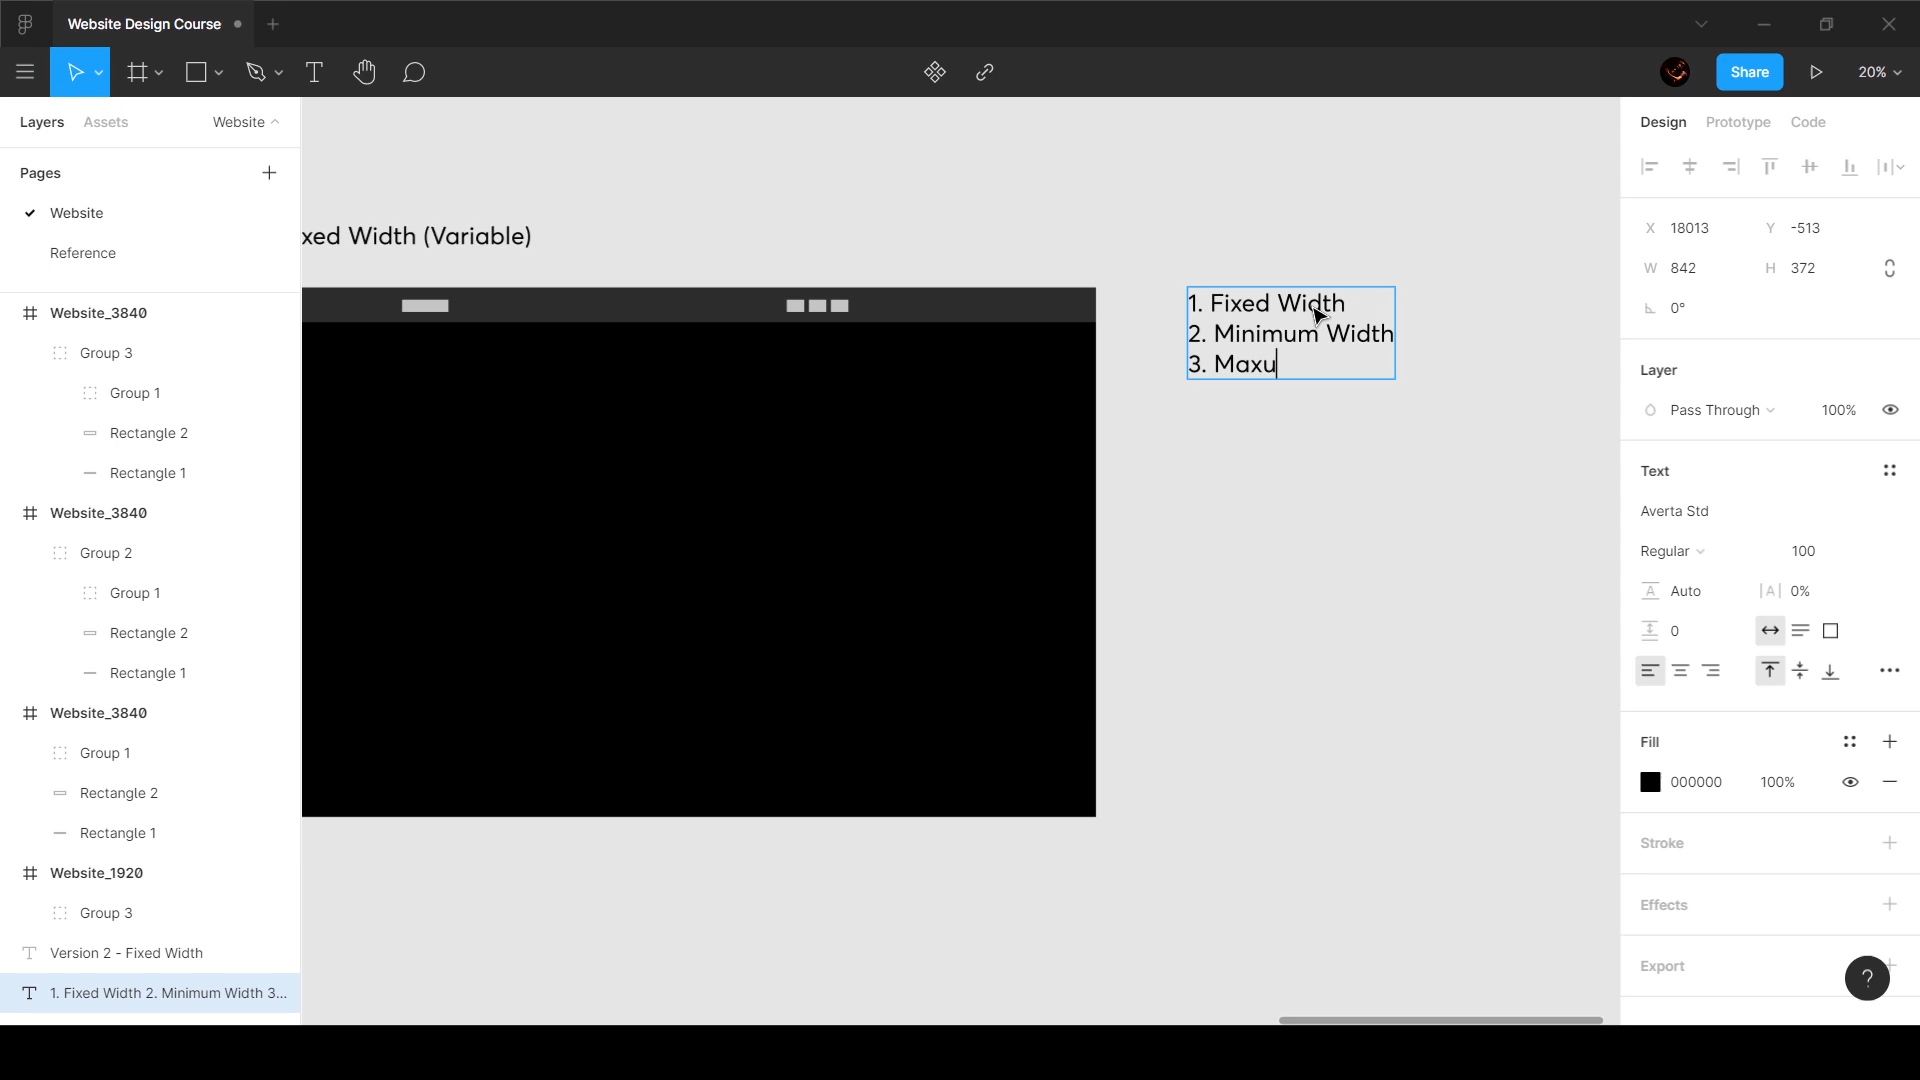 Website Design Course
Share
20%
Layers
Assets
Website
Pages
Website
Reference
Website_3840
Group 3
Group 1
Rectangle 2
Rectangle 1
Website_3840
Group 2
Group 1
Rectangle 2
Rectangle 1
Website_3840
Group 1
Rectangle 2
Rectangle 1
Website_1920
Group 3
Version 2 - Fixed Width
1. Fixed Width 2. Minimum Width 3...
xed Width (Variable)
1. Fixed Width
2. Minimum Width
3. Maxu
Design
Prototype
Code
X 18013
Y -513
W 842
H 372
0°
Layer
Pass Through
100%
Text
Averta Std
Regular
100
Auto
0%
0
Fill
000000
100%
Stroke
Effects
Export
?